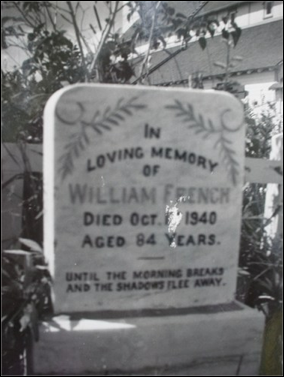 IN
LOVING MEMORY
OF
WILLIAM FRENCH
DIED OCT. 1940
AGED 84 YEARS.
UNTIL THE MORNING BREAKS
AND THE SHADOWS FLEE AWAY.